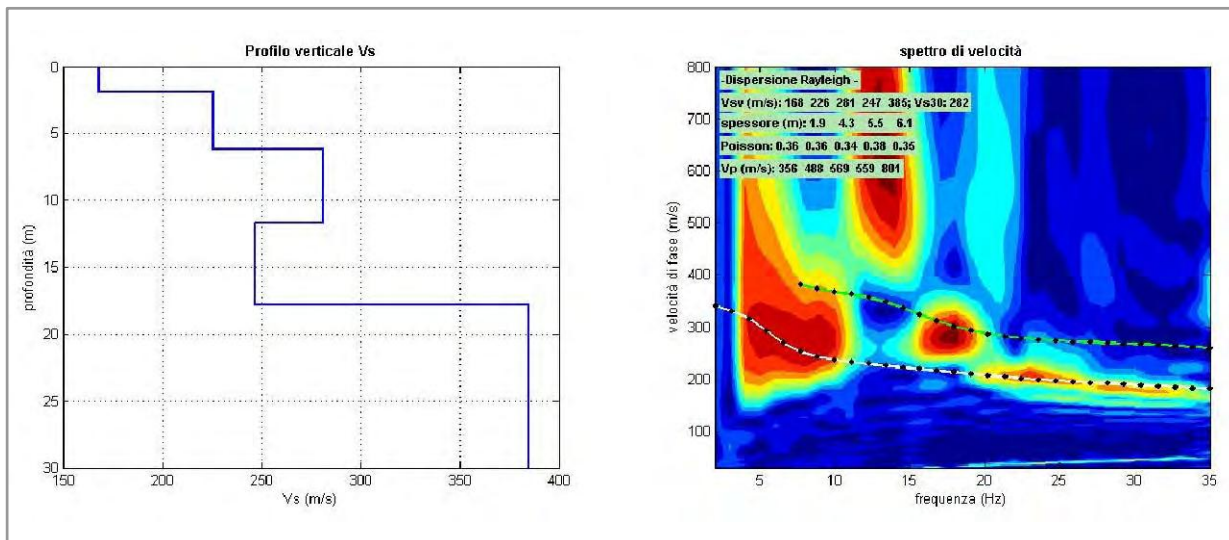 Profilo verticale Vs
0
5
10
15
20
25
30
profondità (m)
150 200 250 300 350 400
Vs (m/s)
spettro di velocità
-Dispersione Rayleigh -
Vsv (m/s): 168 226 281 247 385; Vs30: 282
spessore (m): 1.9 4.3 5.5 6.1
Poisson: 0.36 0.36 0.34 0.38 0.35
Vp (m/s): 356 488 569 559 801
800
700
600
500
400
300
200
100
velocità di fase (m/s)
5 10 15 20 25 30 35
frequenza (Hz)